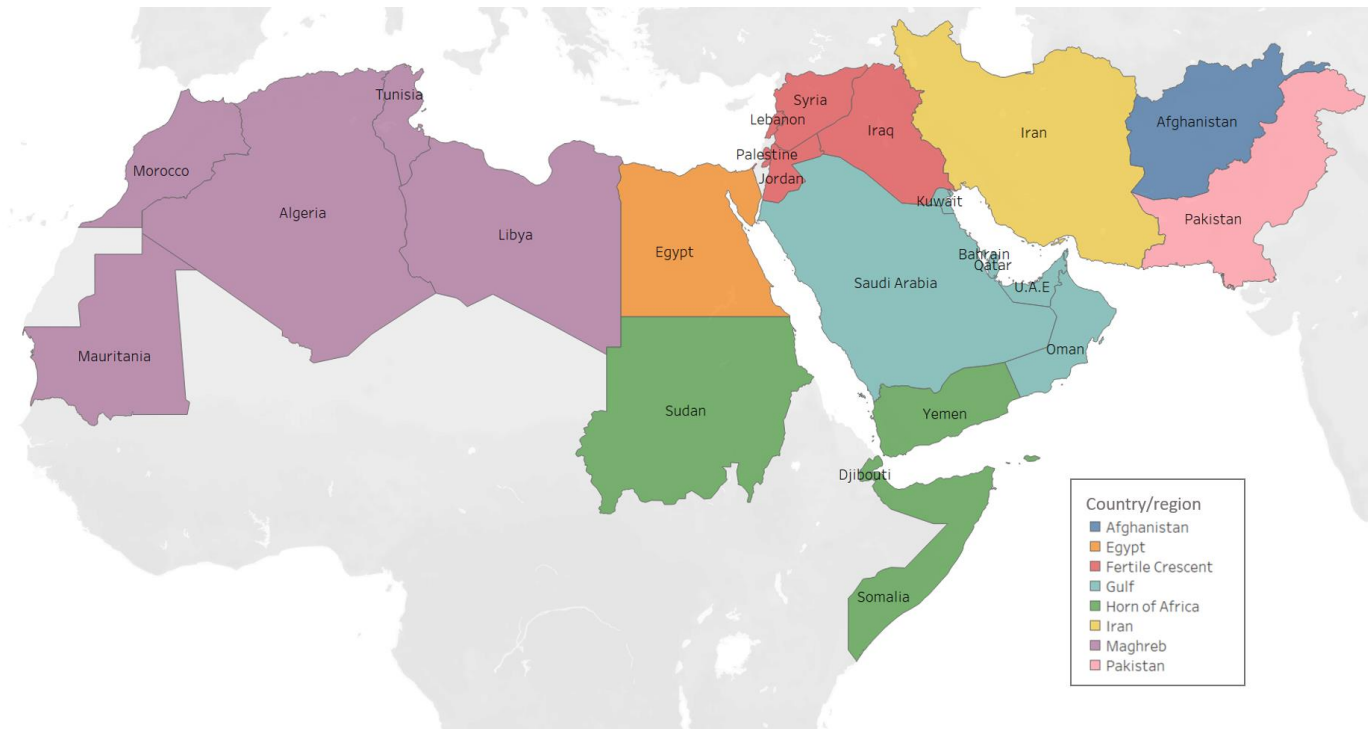 Tunisia
Syria
Lebanon
Iraq
Iran
Afghanistan
Palestine
Morocco
Jordan
Kuwait
Algeria
Pakistan
Libya
Egypt
Bahrain
Qatar
Saudi Arabia
U.A.E
Mauritania
Oman
Sudan
Yemen
Djibouti
Somalia
Country/region
Afghanistan
Egypt
Fertile Crescent
Gulf
Horn of Africa
Iran
Maghreb
Pakistan